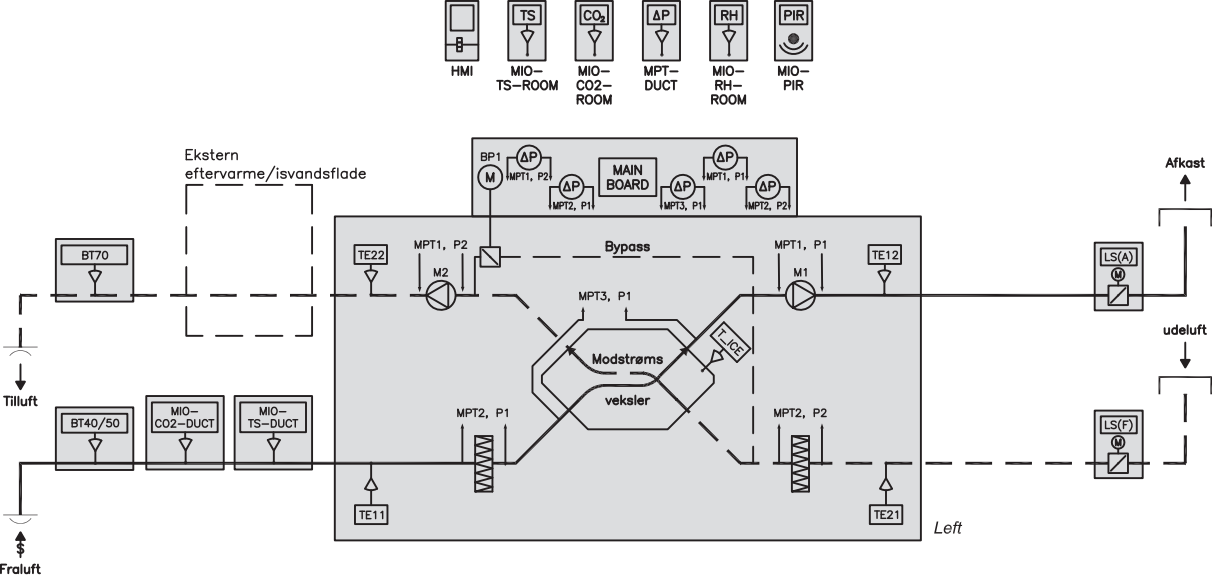 TS
CO₂
ΔP
RH
PIR
HMI
MIO-
TS-ROOM
MIO-
CO2-
ROOM
MPT-
DUCT
MIO-
RH-
ROOM
MIO-
PIR
Ekstern
eftervarme/isvandsflade
BP1
M
ΔP
MPT1, P2
ΔP
MPT2, P1
MAIN
BOARD
ΔP
MPT3, P1
ΔP
MPT1, P1
ΔP
MPT2, P2
Afkast
BT70
TE22
MPT1, P2
M2
Bypass
MPT1, P1
M1
TE12
LS(A)
M
MPT3, P1
T_ICE
udeluft
Modstrøms
veksler
Tilluft
BT40/50
MIO-
CO2-DUCT
MIO-
TS-DUCT
MPT2, P1
MPT2, P2
LS(F)
M
TE11
TE21
Left
$
Fraluft